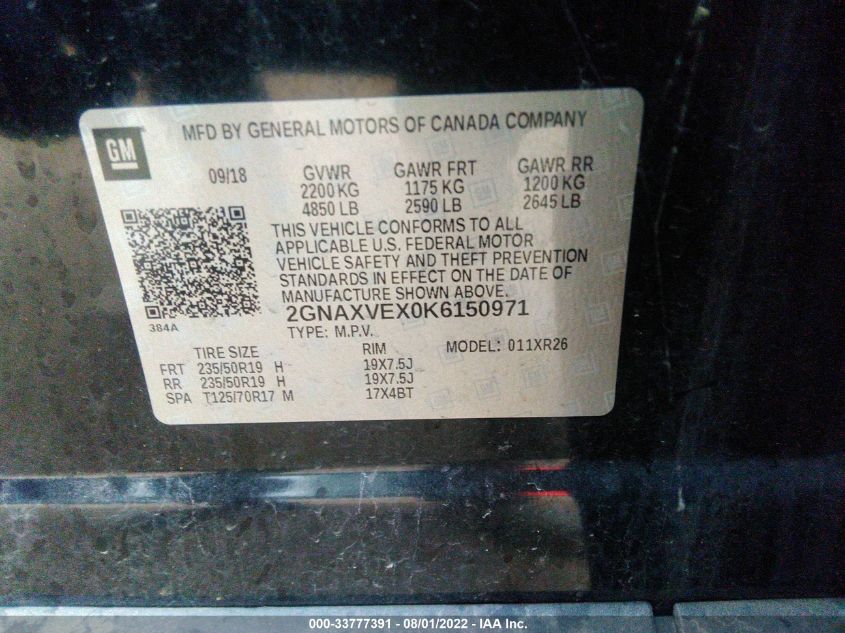 GM
MFD BY GENERAL MOTORS OF CANADA COMPANY
09/18 GVWR GAWR FRT GAWR RR
2200 KG 1175 KG 1200 KG
4850 LB 2590 LB 2645 LB
THIS VEHICLE CONFORMS TO ALL
APPLICABLE U.S. FEDERAL MOTOR
VEHICLE SAFETY AND THEFT PREVENTION
STANDARDS IN EFFECT ON THE DATE OF
MANUFACTURE SHOWN ABOVE.
384A
2GNAXVEX0K6150971
TYPE: M.P.V.
TIRE SIZE RIM MODEL: 011XR26
FRT 235/50R19 H 19X7.5J
RR 235/50R19 H 19X7.5J
SPA T125/70R17 M 17X4BT
000-33777391 - 08/01/2022 - IAA Inc.